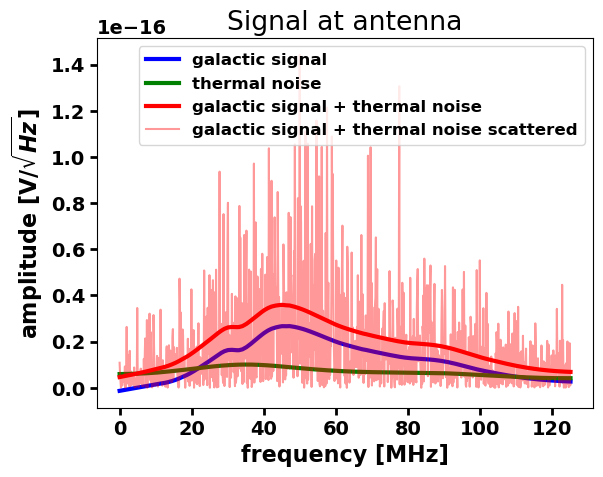 Signal at antenna
1e−16
galactic signal
thermal noise
galactic signal + thermal noise
galactic signal + thermal noise scattered
amplitude [V/√Hz]
1.4
1.2
1.0
0.8
0.6
0.4
0.2
0.0
0 20 40 60 80 100 120
frequency [MHz]